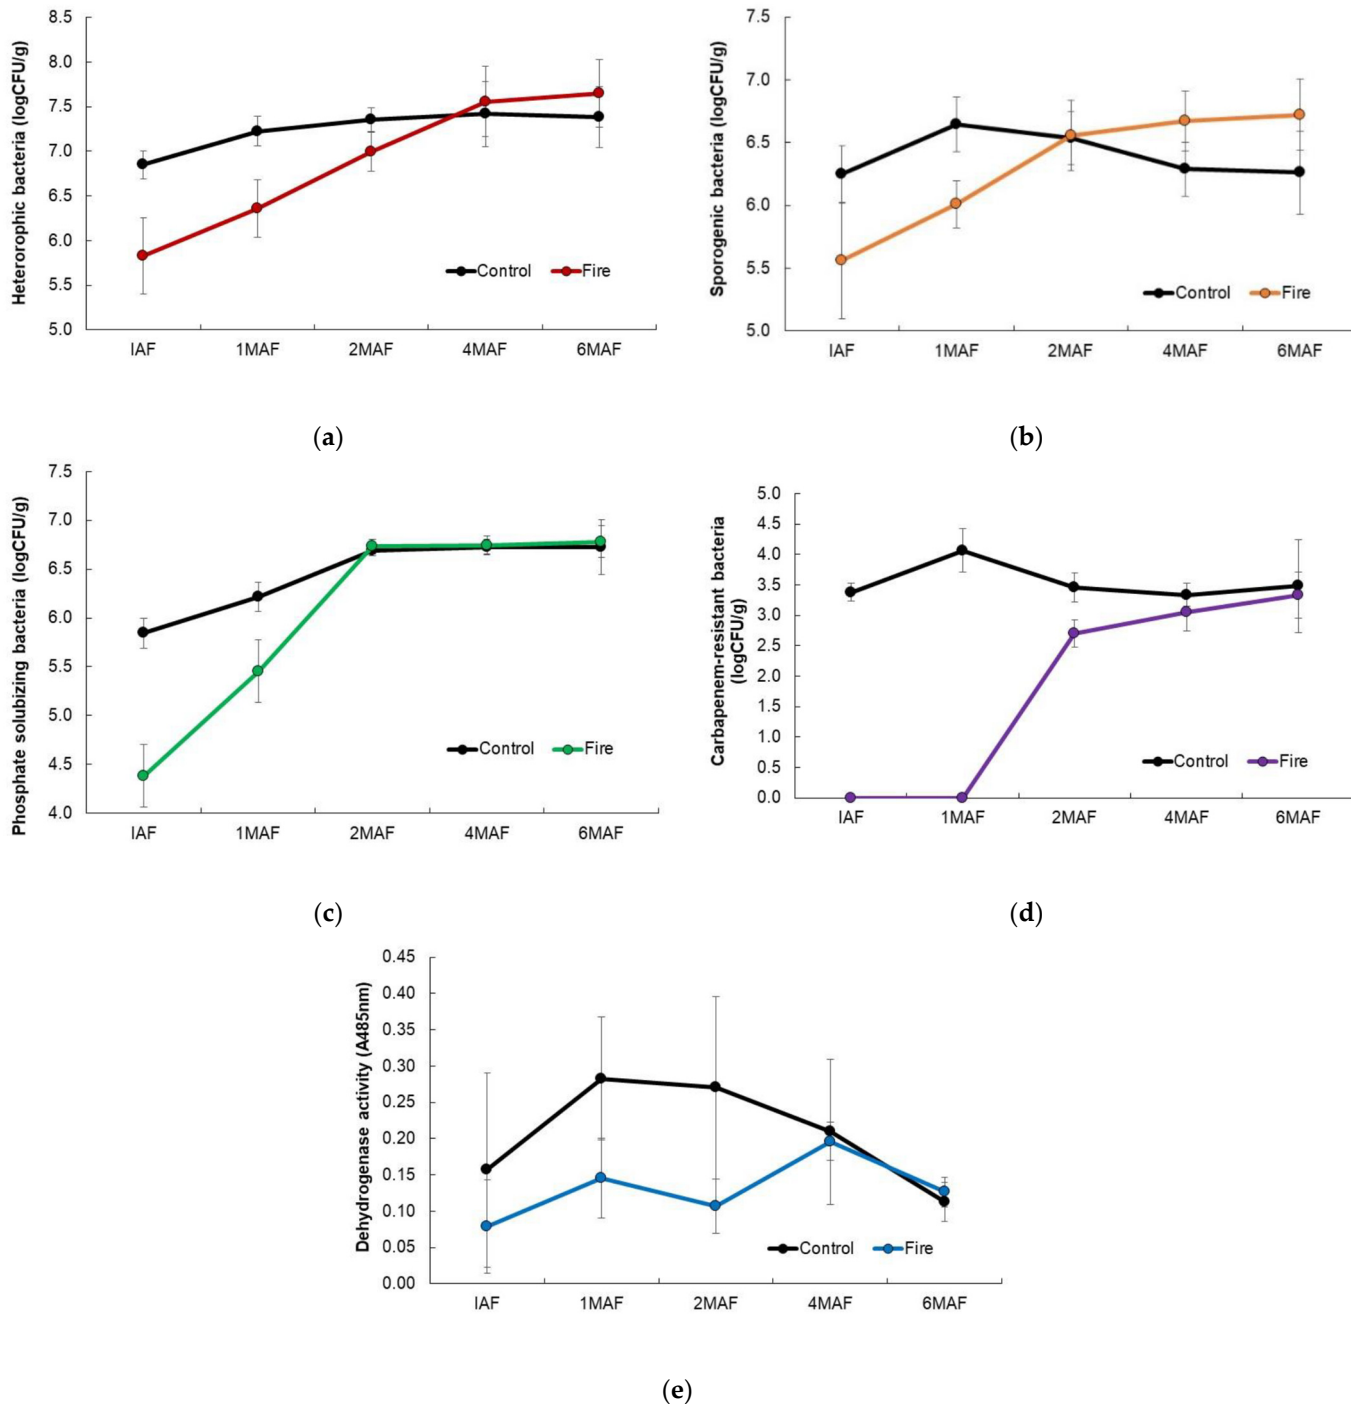 Heterorophic bacteria (logCFU/g)
8.5
8.0
7.5
7.0
6.5
6.0
5.5
5.0
Control Fire
IAF 1MAF 2MAF 4MAF 6MAF
(a)
Sporogenic bacteria (logCFU/g)
7.5
7.0
6.5
6.0
5.5
5.0
Control Fire
IAF 1MAF 2MAF 4MAF 6MAF
(b)
Phosphate solubizing bacteria (logCFU/g)
7.5
7.0
6.5
6.0
5.5
5.0
4.5
4.0
Control Fire
IAF 1MAF 2MAF 4MAF 6MAF
(c)
Carbapenem-resistant bacteria
(logCFU/g)
5.0
4.5
4.0
3.5
3.0
2.5
2.0
1.5
1.0
0.5
0.0
Control Fire
IAF 1MAF 2MAF 4MAF 6MAF
(d)
Dehydrogenase activity (A485nm)
0.45
0.40
0.35
0.30
0.25
0.20
0.15
0.10
0.05
0.00
Control Fire
IAF 1MAF 2MAF 4MAF 6MAF
(e)